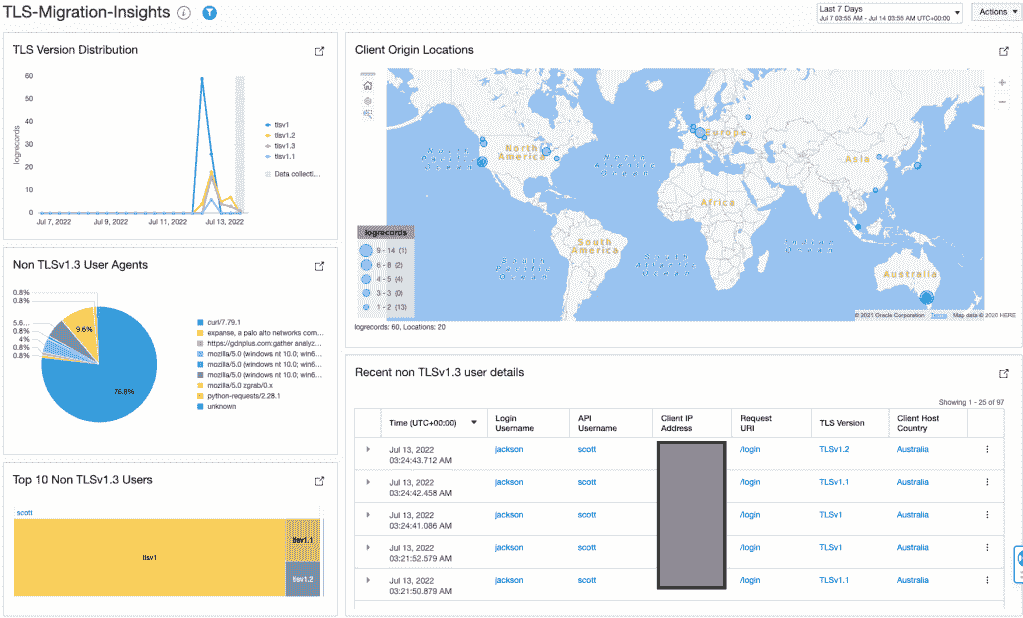 TLS-Migration-Insights
Last 7 Days
Jul 7 03:55 AM - Jul 14 03:55 AM UTC+00:00
Actions
TLS Version Distribution
60
50
40
30
20
10
0
logrecords
Jul 7, 2022
Jul 9, 2022
Jul 11, 2022
Jul 13, 2022
tlsv1
tlsv1.2
tlsv1.3
tlsv1.1
Data collecti...
Client Origin Locations
North Pacific Ocean
North America
North Atlantic Ocean
Europe
Asia
Africa
South America
South Pacific Ocean
South Atlantic Ocean
Indian Ocean
Australia
logrecords
9 - 14 (1)
6 - 8 (2)
4 - 5 (4)
3 - 3 (0)
1 - 2 (13)
© 2021 Oracle Corporation Terms Map data © 2020 HERE
logrecords: 60, Locations: 20
Non TLSv1.3 User Agents
0.8%
0.8%
5.6...
0.8%
4%
0.8%
0.8%
9.6%
76.8%
curl/7.79.1
expanse, a palo alto networks com...
https://gdnplus.com:gather analyz...
mozilla/5.0 (windows nt 10.0; win6...
mozilla/5.0 (windows nt 10.0; win6...
mozilla/5.0 (windows nt 10.0; win6...
mozilla/5.0 zgrab/0.x
python-requests/2.28.1
unknown
Top 10 Non TLSv1.3 Users
scott
tlsv1
tlsv1.1
tlsv1.2
Recent non TLSv1.3 user details
Showing 1 - 25 of 97
Time (UTC+00:00) Login Username API Username Client IP Address Request URI TLS Version Client Host Country
Jul 13, 2022 03:24:43.712 AM jackson scott /login TLSv1.2 Australia
Jul 13, 2022 03:24:42.458 AM jackson scott /login TLSv1.1 Australia
Jul 13, 2022 03:24:41.086 AM jackson scott /login TLSv1 Australia
Jul 13, 2022 03:21:52.579 AM jackson scott /login TLSv1 Australia
Jul 13, 2022 03:21:50.879 AM jackson scott /login TLSv1.1 Australia